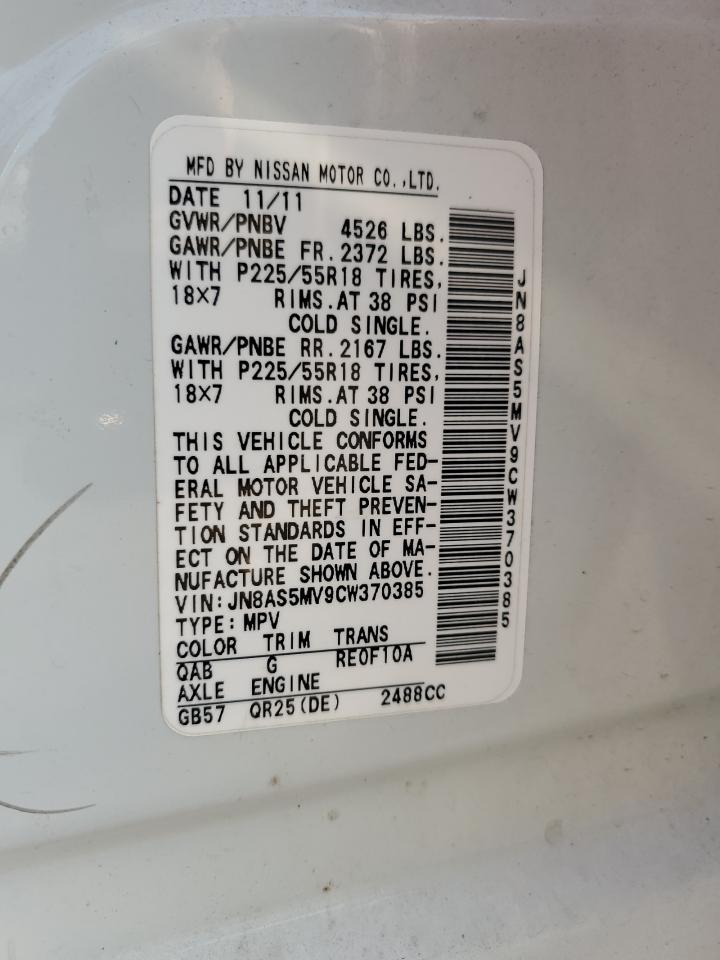 MFD BY NISSAN MOTOR CO.,LTD.
DATE 11/11
GVWR/PNBV 4526 LBS.
GAWR/PNBE FR.2372 LBS.
WITH P225/55R18 TIRES,
18X7 RIMS.AT 38 PSI
COLD SINGLE.
GAWR/PNBE RR.2167 LBS.
WITH P225/55R18 TIRES,
18X7 RIMS.AT 38 PSI
COLD SINGLE.
THIS VEHICLE CONFORMS
TO ALL APPLICABLE FED-
ERAL MOTOR VEHICLE SA-
FETY AND THEFT PREVEN-
TION STANDARDS IN EFF-
ECT ON THE DATE OF MA-
NUFACTURE SHOWN ABOVE.
VIN:JN8AS5MV9CW370385
TYPE:MPV
COLOR TRIM TRANS
QAB G RE0F10A
AXLE ENGINE
GB57 QR25(DE) 2488CC
JN8AS5MV9CW370385